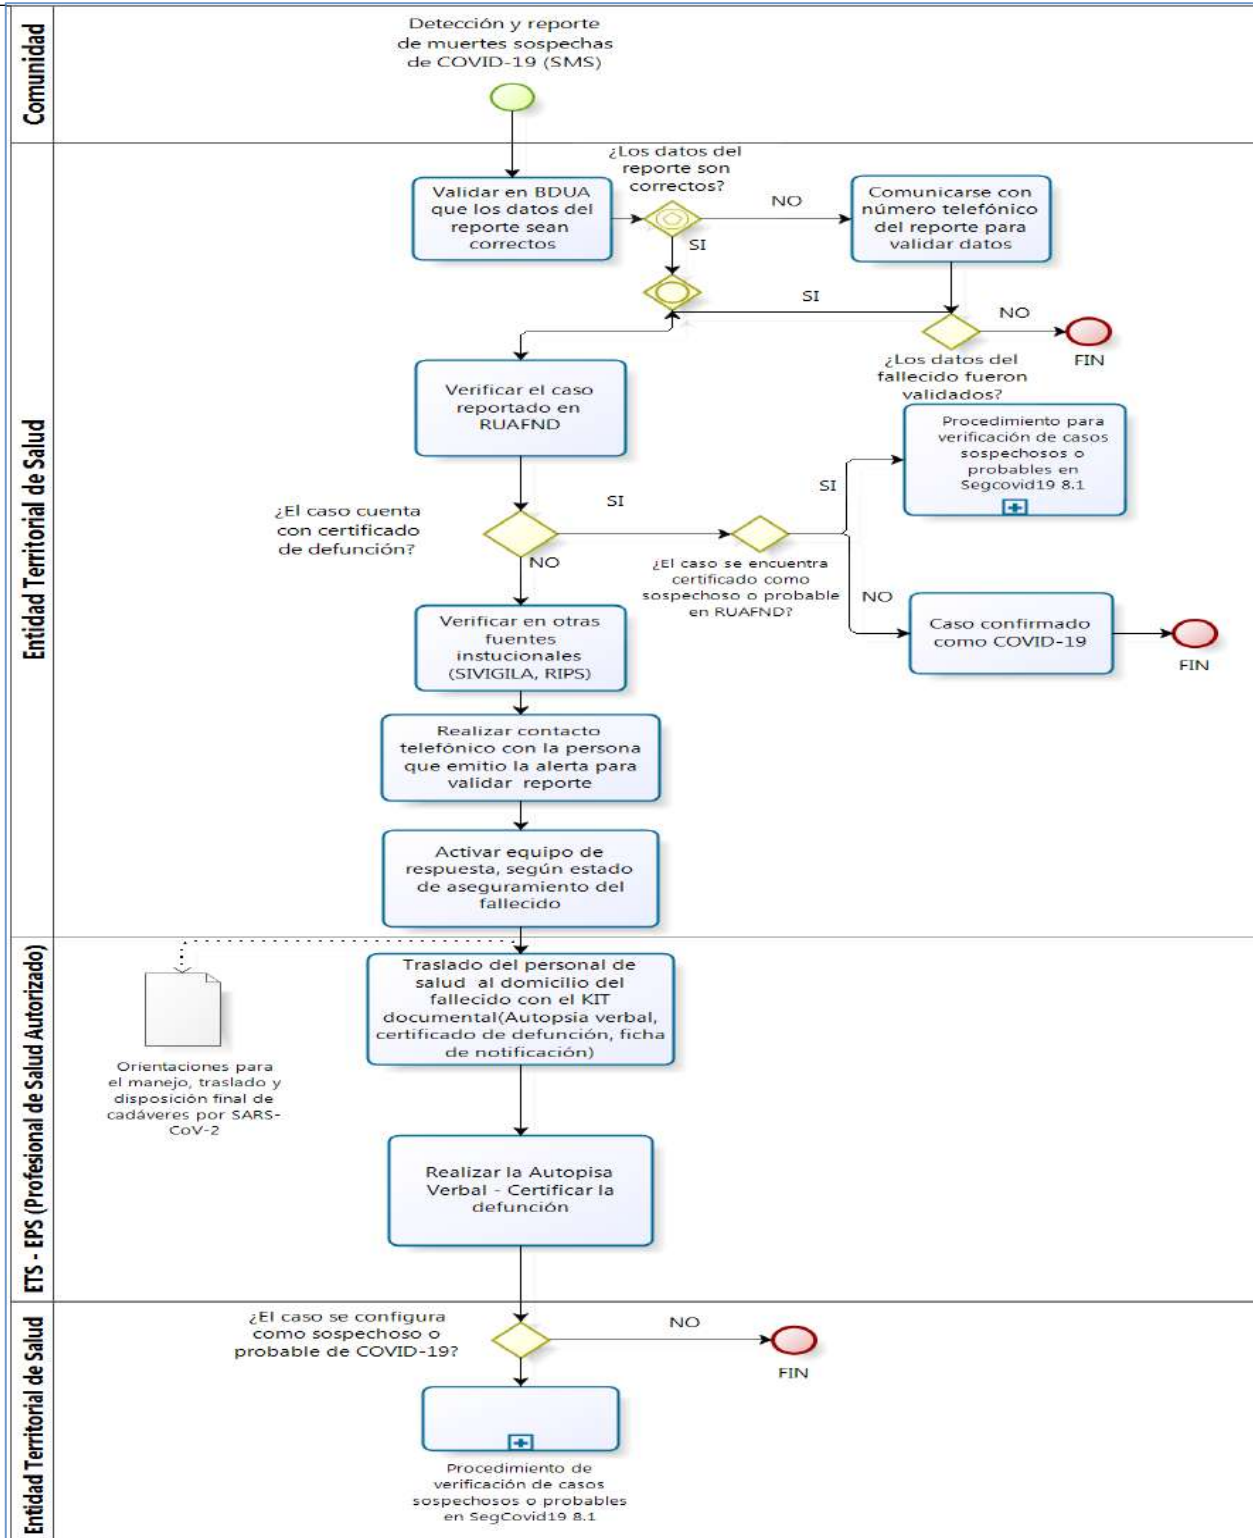 Comunidad
Detección y reporte
de muertes sospechas
de COVID-19 (SMS)
Entidad Territorial de Salud
Validar en BDUA
que los datos del
reporte sean
correctos
¿Los datos del
reporte son
correctos?
NO
SI
Comunicarse con
número telefónico
del reporte para
validar datos
SI
NO
FIN
¿Los datos del
fallecido fueron
validados?
Verificar el caso
reportado en
RUAFND
¿El caso cuenta
con certificado
de defunción?
SI
NO
¿El caso se encuentra
certificado como
sospechoso o probable
en RUAFND?
SI
NO
Procedimiento para
verificación de casos
sospechosos o
probables en
Segcovid19 8.1
Caso confirmado
como COVID-19
FIN
Verificar en otras
fuentes
instucionales
(SIVIGILA, RIPS)
Realizar contacto
telefónico con la persona
que emitio la alerta para
validar reporte
Activar equipo de
respuesta, según estado
de aseguramiento del
fallecido
ETS - EPS (Profesional de Salud Autorizado)
Traslado del personal de
salud al domicilio del
fallecido con el KIT
documental(Autopsia verbal,
certificado de defunción, ficha
de notificación)
Orientaciones para
el manejo, traslado y
disposición final de
cadáveres por SARS-
CoV-2
Realizar la Autopisa
Verbal - Certificar la
defunción
Entidad Territorial de Salud
¿El caso se configura
como sospechoso o
probable de COVID-19?
NO
FIN
Procedimiento de
verificación de casos
sospechosos o probables
en SegCovid19 8.1